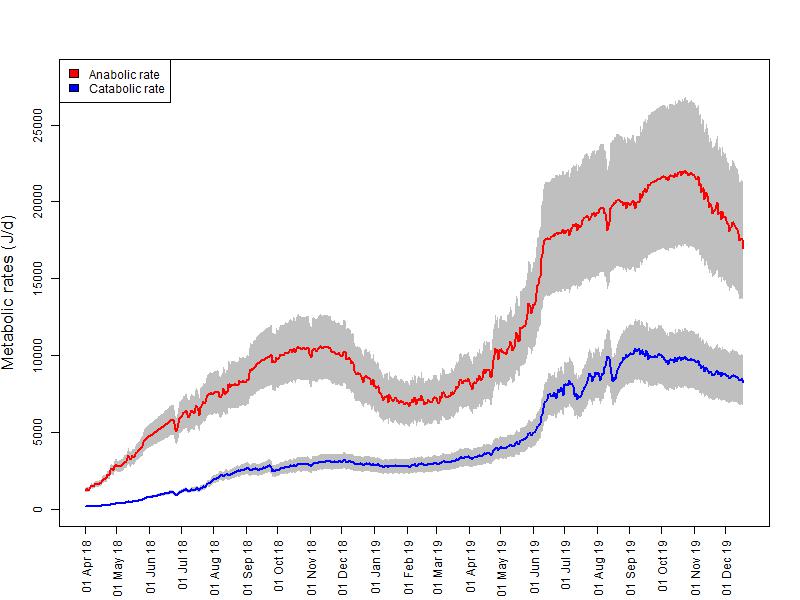 Anabolic rate
Catabolic rate
Metabolic rates (J/d)
25000
20000
15000
10000
5000
0
01 Apr 18
01 May 18
01 Jun 18
01 Jul 18
01 Aug 18
01 Sep 18
01 Oct 18
01 Nov 18
01 Dec 18
01 Jan 19
01 Feb 19
01 Mar 19
01 Apr 19
01 May 19
01 Jun 19
01 Jul 19
01 Aug 19
01 Sep 19
01 Oct 19
01 Nov 19
01 Dec 19